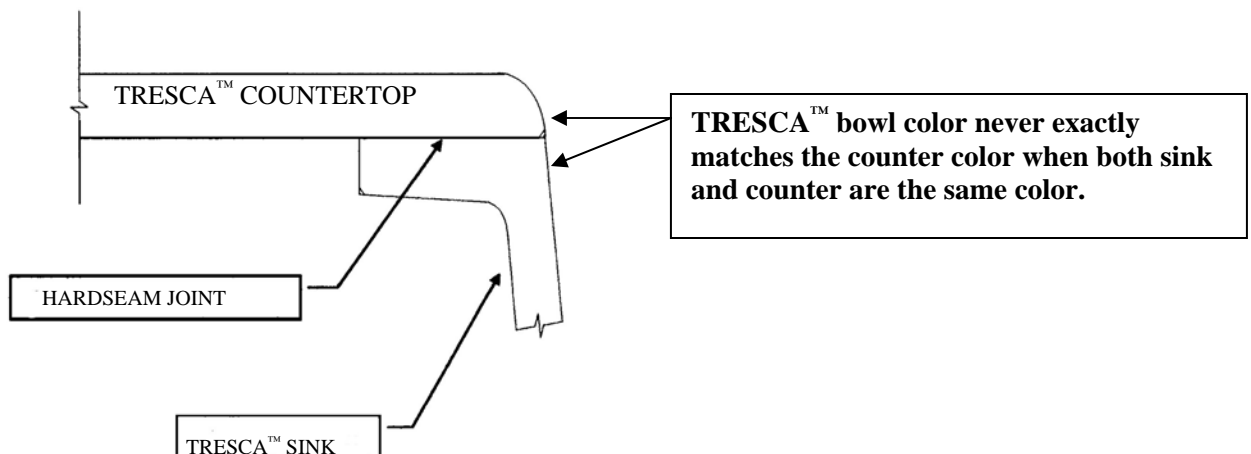 TRESCA™ COUNTERTOP
TRESCA™ bowl color never exactly
matches the counter color when both sink
and counter are the same color.
HARDSEAM JOINT
TRESCA™ SINK